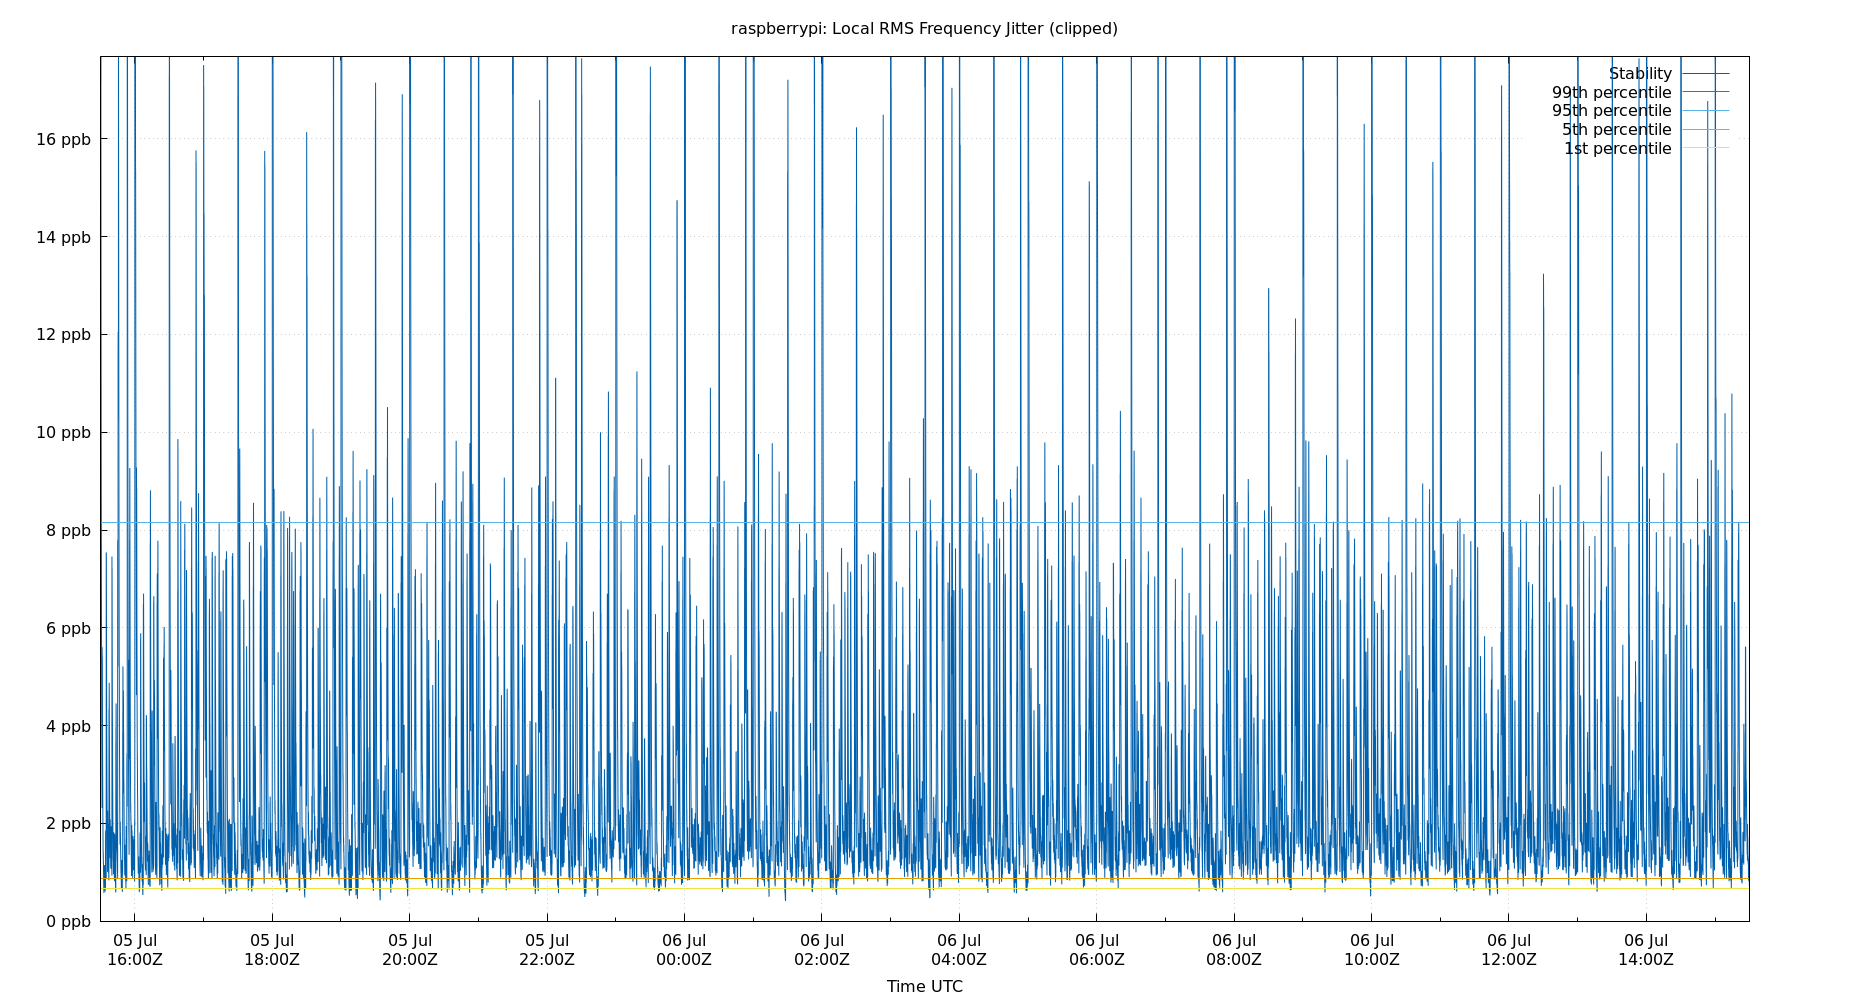 raspberrypi: Local RMS Frequency Jitter (clipped)
Stability
99th percentile
95th percentile
5th percentile
1st percentile
16 ppb
14 ppb
12 ppb
10 ppb
8 ppb
6 ppb
4 ppb
2 ppb
0 ppb
05 Jul 05 Jul 05 Jul 05 Jul 06 Jul 06 Jul 06 Jul 06 Jul 06 Jul 06 Jul 06 Jul 06 Jul
16:00Z 18:00Z 20:00Z 22:00Z 00:00Z 02:00Z 04:00Z 06:00Z 08:00Z 10:00Z 12:00Z 14:00Z
Time UTC